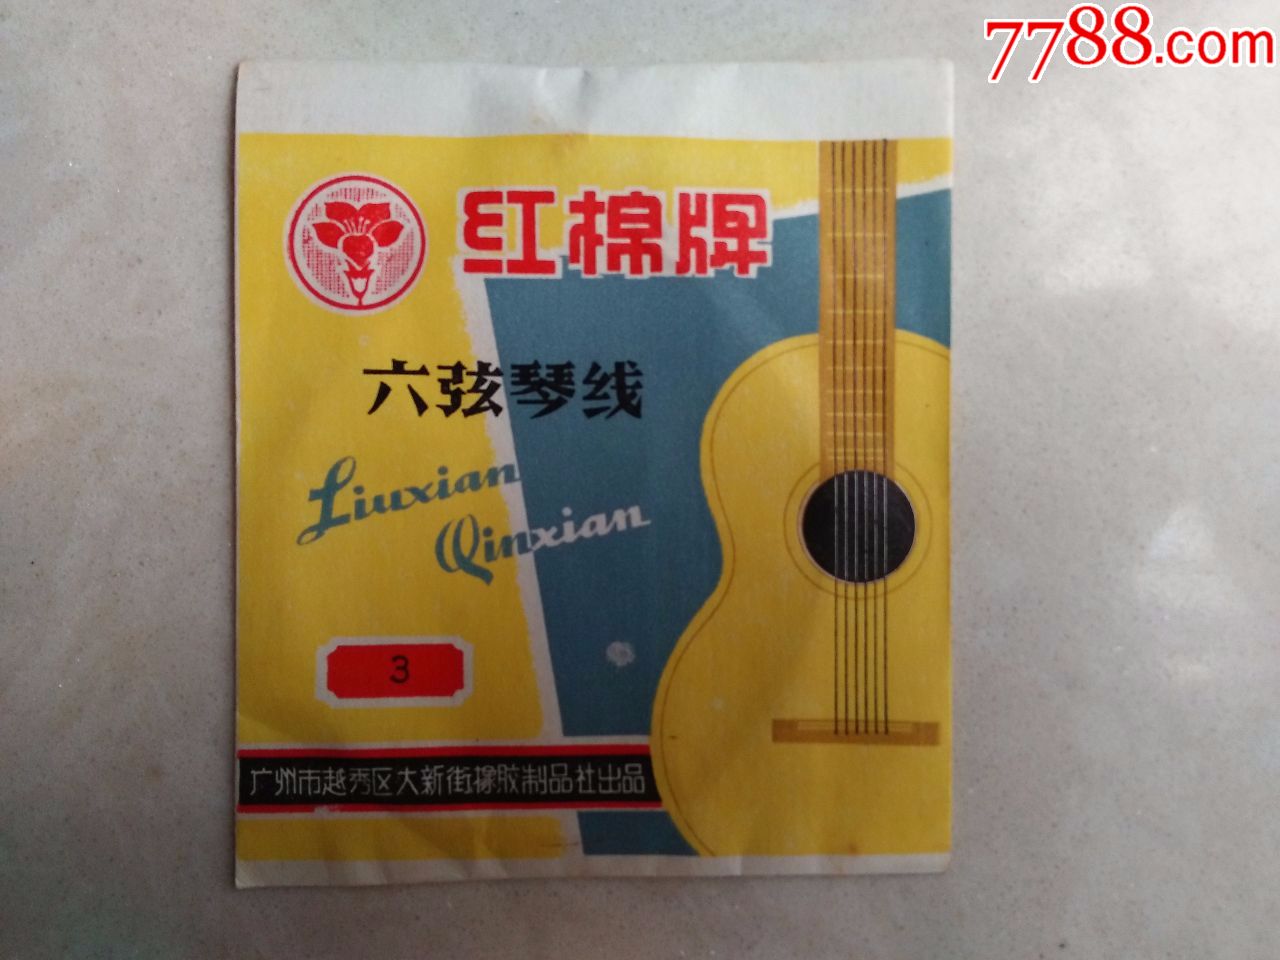 7788.com
红棉牌
六弦琴线
Liuxian
Qinxian
3
广州市越秀区大新街橡胶制品社出品